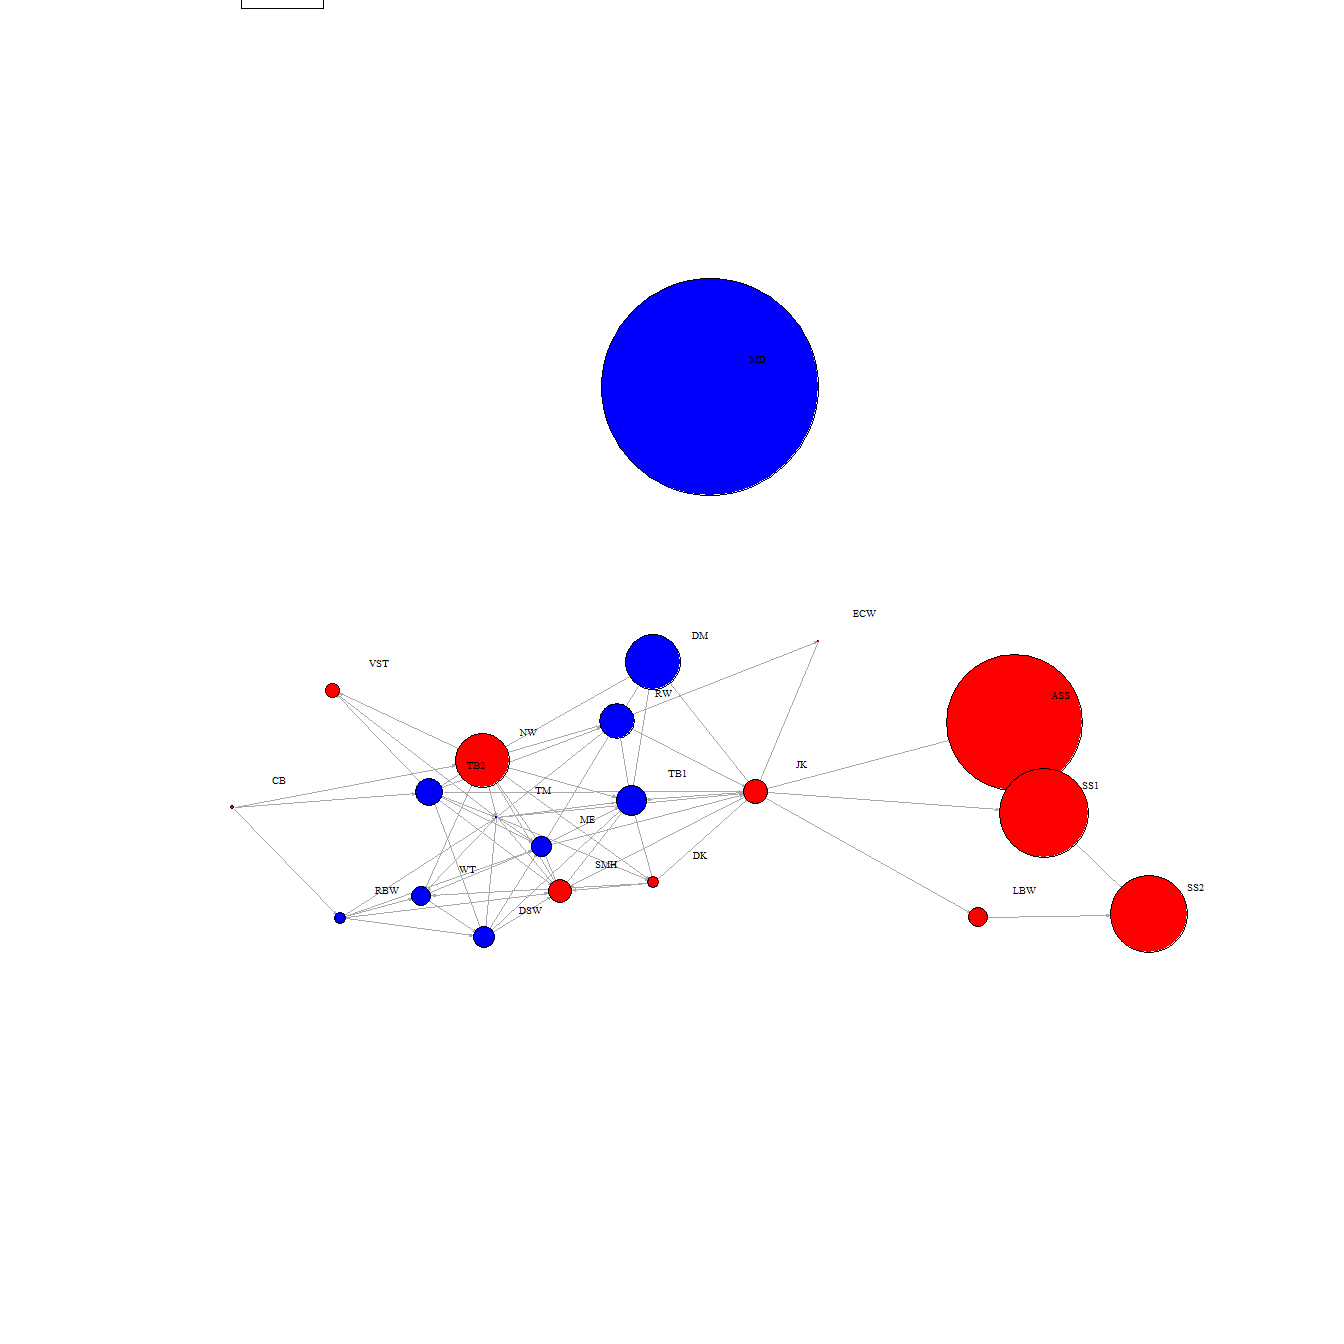 MD
ECW
DM
VST
RW
ASS
NW
TB2
JK
TB1
CB
SS1
TM
ME
DK
SMH
WT
RBW
LBW
SS2
DSW